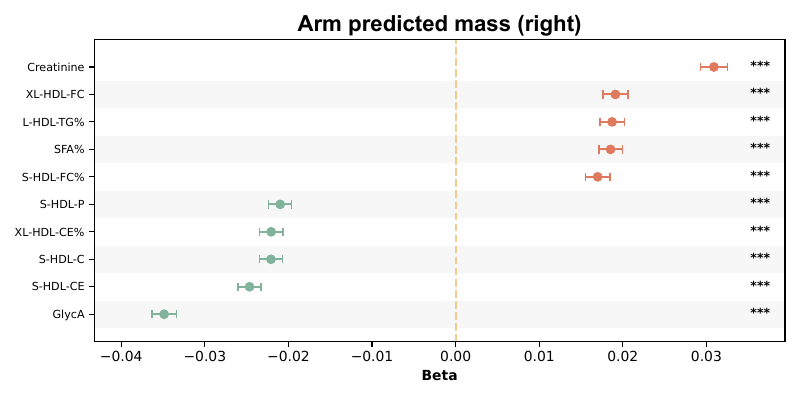 Arm predicted mass (right)
Creatinine ***
XL-HDL-FC ***
L-HDL-TG% ***
SFA% ***
S-HDL-FC% ***
S-HDL-P ***
XL-HDL-CE% ***
S-HDL-C ***
S-HDL-CE ***
GlycA ***
−0.04 −0.03 −0.02 −0.01 0.00 0.01 0.02 0.03
Beta